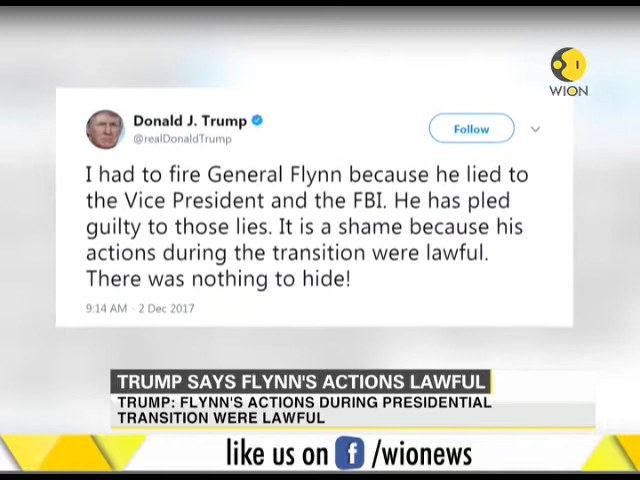 WION
Donald J. Trump
@realDonaldTrump
Follow
I had to fire General Flynn because he lied to
the Vice President and the FBI. He has pled
guilty to those lies. It is a shame because his
actions during the transition were lawful.
There was nothing to hide!
9:14 AM - 2 Dec 2017
TRUMP SAYS FLYNN'S ACTIONS LAWFUL
TRUMP: FLYNN'S ACTIONS DURING PRESIDENTIAL
TRANSITION WERE LAWFUL
like us on f /wionews